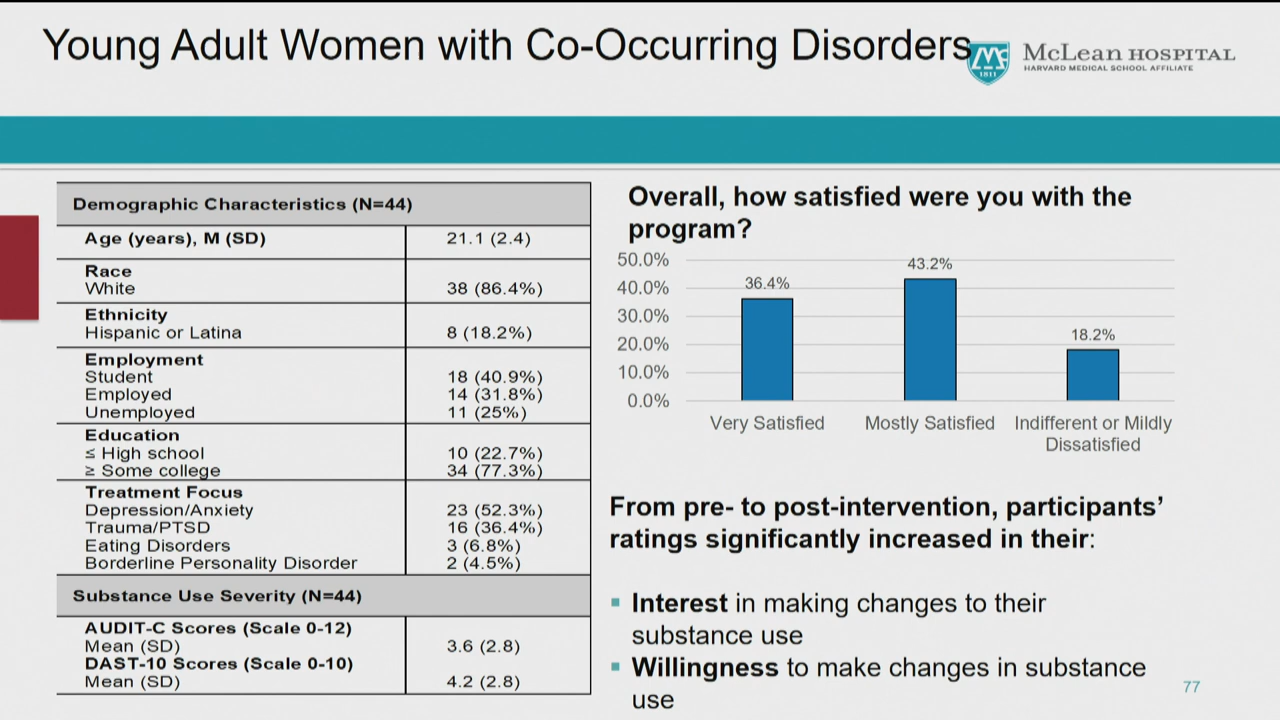 Young Adult Women with Co-Occurring Disorders
McLean HOSPITAL
HARVARD MEDICAL SCHOOL AFFILIATE
1811
Demographic Characteristics (N=44)
Age (years), M (SD) 21.1 (2.4)
Race
White 38 (86.4%)
Ethnicity
Hispanic or Latina 8 (18.2%)
Employment
Student 18 (40.9%)
Employed 14 (31.8%)
Unemployed 11 (25%)
Education
≤ High school 10 (22.7%)
≥ Some college 34 (77.3%)
Treatment Focus
Depression/Anxiety 23 (52.3%)
Trauma/PTSD 16 (36.4%)
Eating Disorders 3 (6.8%)
Borderline Personality Disorder 2 (4.5%)
Substance Use Severity (N=44)
AUDIT-C Scores (Scale 0-12)
Mean (SD) 3.6 (2.8)
DAST-10 Scores (Scale 0-10)
Mean (SD) 4.2 (2.8)
Overall, how satisfied were you with the
program?
50.0%
40.0%
30.0%
20.0%
10.0%
0.0%
36.4%
43.2%
18.2%
Very Satisfied
Mostly Satisfied
Indifferent or Mildly
Dissatisfied
From pre- to post-intervention, participants’
ratings significantly increased in their:
▪ Interest in making changes to their
substance use
▪ Willingness to make changes in substance
use
77